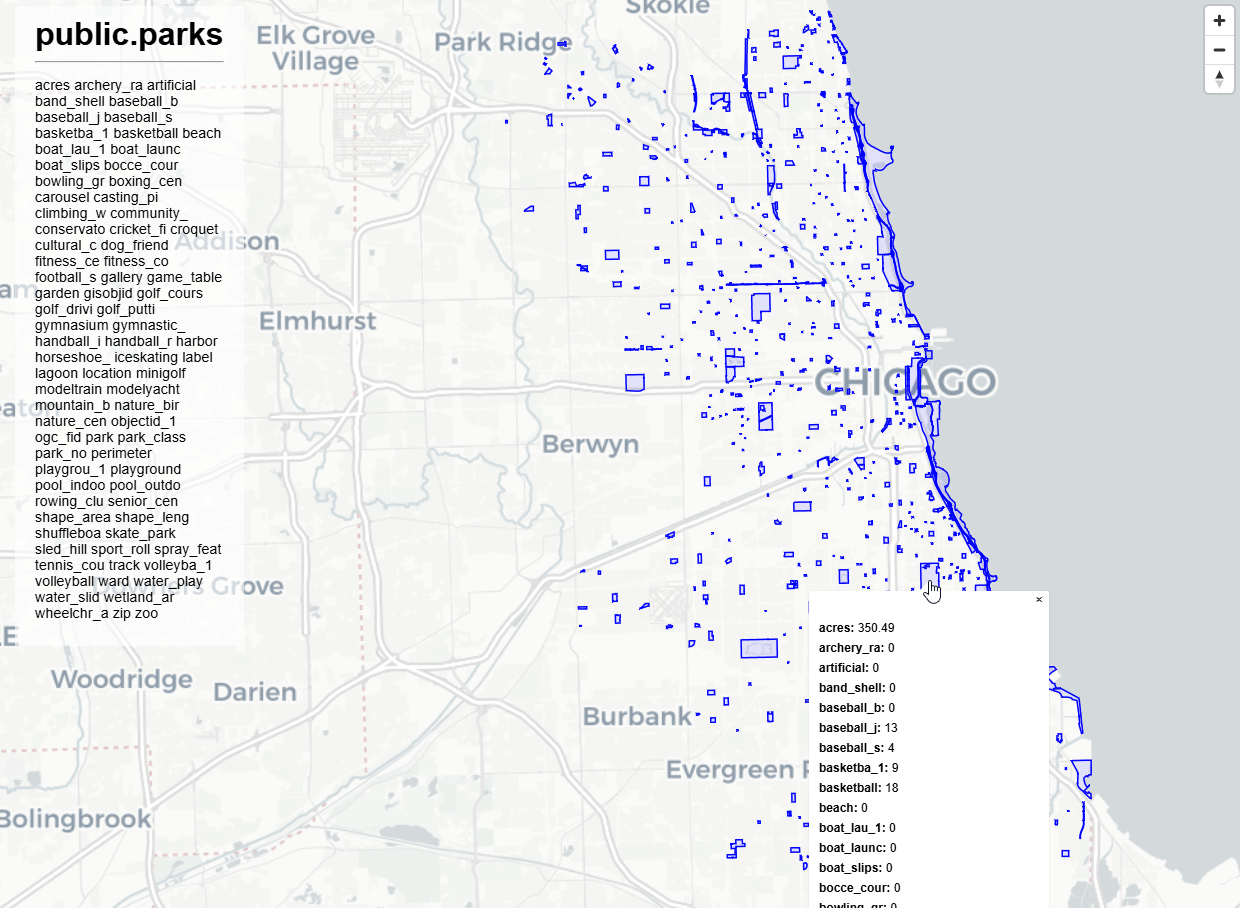 public.parks
acres archery_ra artificial
band_shell baseball_b
baseball_j baseball_s
basketba_1 basketball beach
boat_lau_1 boat_launc
boat_slips bocce_cour
bowling_gr boxing_cen
carousel casting_pi
climbing_w community_
conservato cricket_fi croquet
cultural_c dog_friend
fitness_ce fitness_co
football_s gallery game_table
garden gisobjid golf_cours
golf_drivi golf_putti
gymnasium gymnastic_
handball_i handball_r harbor
horseshoe_ iceskating label
lagoon location minigolf
modeltrain modelyacht
mountain_b nature_bir
nature_cen objectid_1
ogc_fid park park_class
park_no perimeter
playgrou_1 playground
pool_indoo pool_outdo
rowing_clu senior_cen
shape_area shape_leng
shuffleboa skate_park
sled_hill sport_roll spray_feat
tennis_cou track volleyba_1
volleyball ward water_play
water_slid wetland_ar
wheelchr_a zip zoo
Skokie
Elk Grove
Village
Park Ridge
Addison
Elmhurst
CHICAGO
Berwyn
Grove
Woodridge
Darien
Burbank
Evergreen P
Bolingbrook
+
−
×
acres: 350.49
archery_ra: 0
artificial: 0
band_shell: 0
baseball_b: 0
baseball_j: 13
baseball_s: 4
basketba_1: 9
basketball: 18
beach: 0
boat_lau_1: 0
boat_launc: 0
boat_slips: 0
bocce_cour: 0
bowling_gr: 0